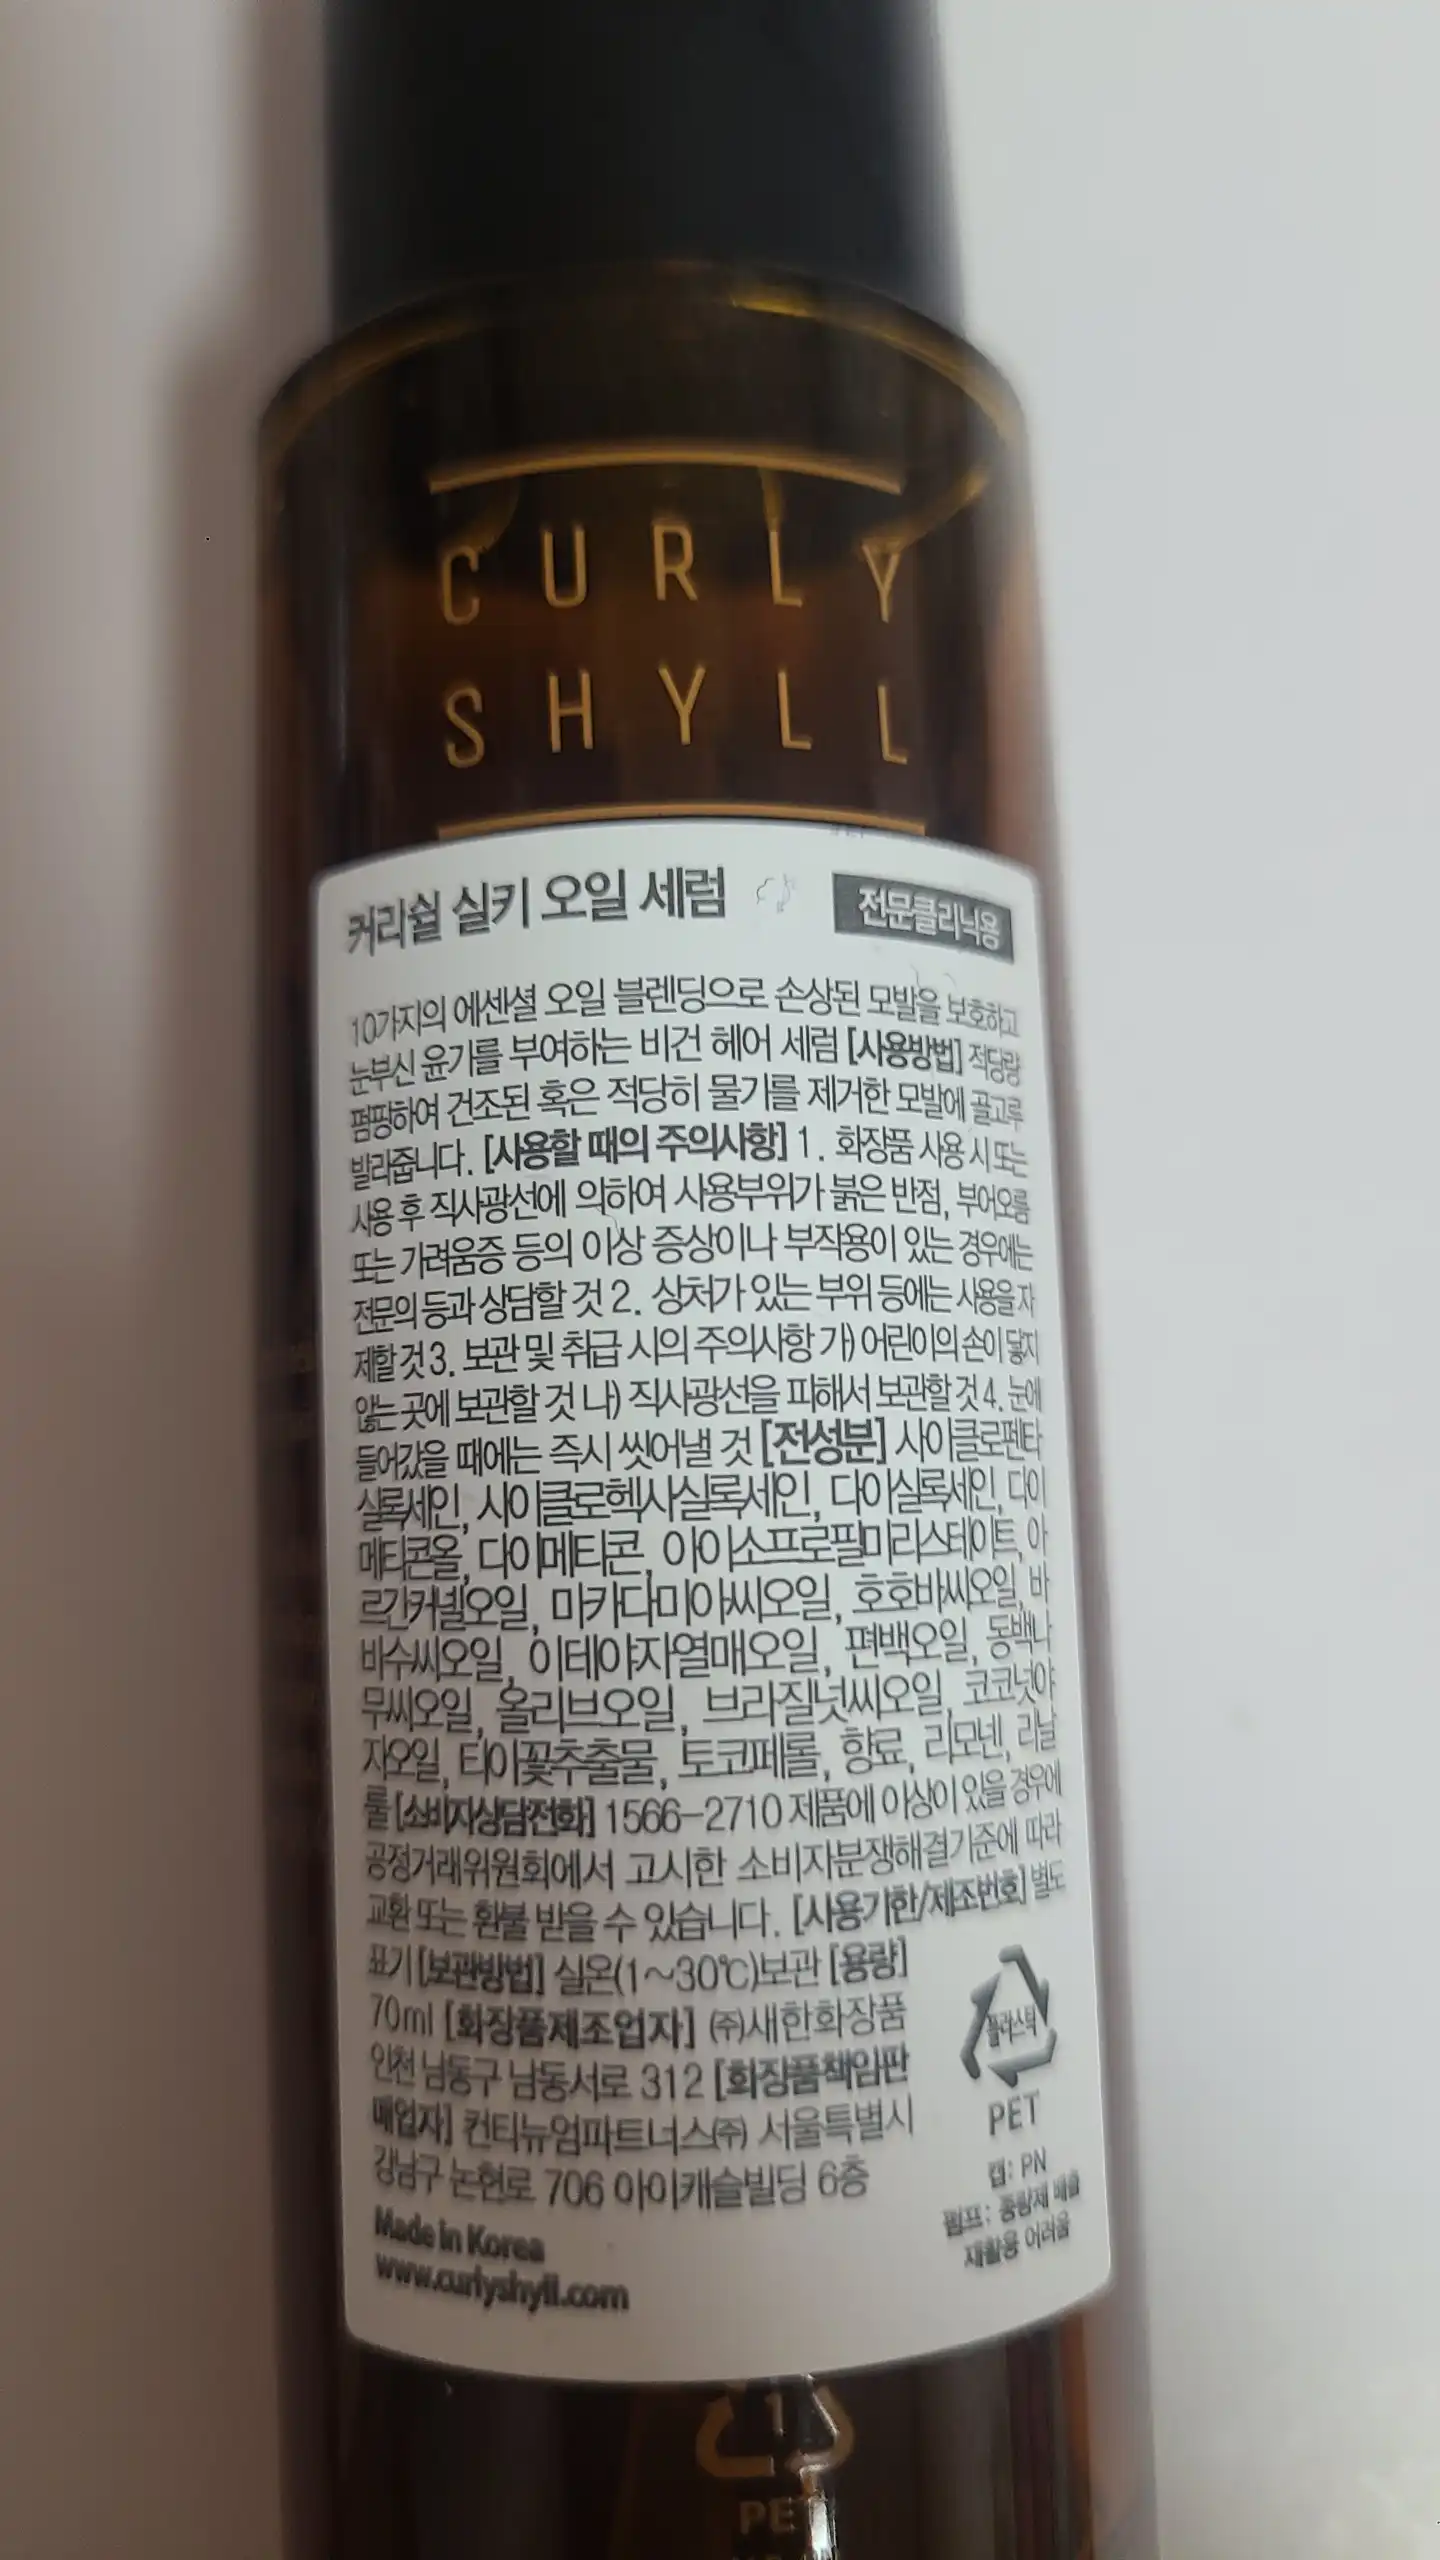 CURLY
SHYLL
커리쉴 실키 오일 세럼 전문클리닉용
10가지의 에센셜 오일 블렌딩으로 손상된 모발을 보호하고
눈부신 윤기를 부여하는 비건 헤어 세럼 [사용방법] 적당량
펌핑하여 건조된 혹은 적당히 물기를 제거한 모발에 골고루
발라줍니다. [사용할 때의 주의사항] 1. 화장품 사용 시 또는
사용 후 직사광선에 의하여 사용부위가 붉은 반점, 부어오름
또는 가려움증 등의 이상 증상이나 부작용이 있는 경우에는
전문의 등과 상담할 것 2. 상처가 있는 부위 등에는 사용을 자
제할 것 3. 보관 및 취급 시의 주의사항 가) 어린이의 손이 닿지
않는 곳에 보관할 것 나) 직사광선을 피해서 보관할 것 4. 눈에
들어갔을 때에는 즉시 씻어낼 것 [전성분] 사이클로펜타
실록세인, 사이클로헥사실록세인, 다이실록세인, 다이
메티콘올, 다이메티콘, 아이소프로필미리스테이트, 아
르간커넬오일, 마카다미아씨오일, 호호바씨오일, 바
바수씨오일, 이테야자열매오일, 편백오일, 동백나
무씨오일, 올리브오일, 브라질넛씨오일, 코코넛야
자오일, 티아꽃추출물, 토코페롤, 향료, 리모넨, 리날
룰 [소비자상담전화] 1566-2710 제품에 이상이 있을 경우에
공정거래위원회에서 고시한 소비자분쟁해결기준에 따라
교환 또는 환불 받을 수 있습니다. [사용기한/제조번호] 별도
표기 [보관방법] 실온(1~30℃)보관 [용량]
70ml [화장품제조업자] ㈜새한화장품
인천 남동구 남동서로 312 [화장품책임판
매업자] 컨티뉴엄파트너스㈜ 서울특별시
강남구 논현로 706 아이캐슬빌딩 6층
Made in Korea
www.curlyshyll.com
플라스틱
PET
캡: PN
펌프: 종량제 배출
재활용 어려움
1
PE